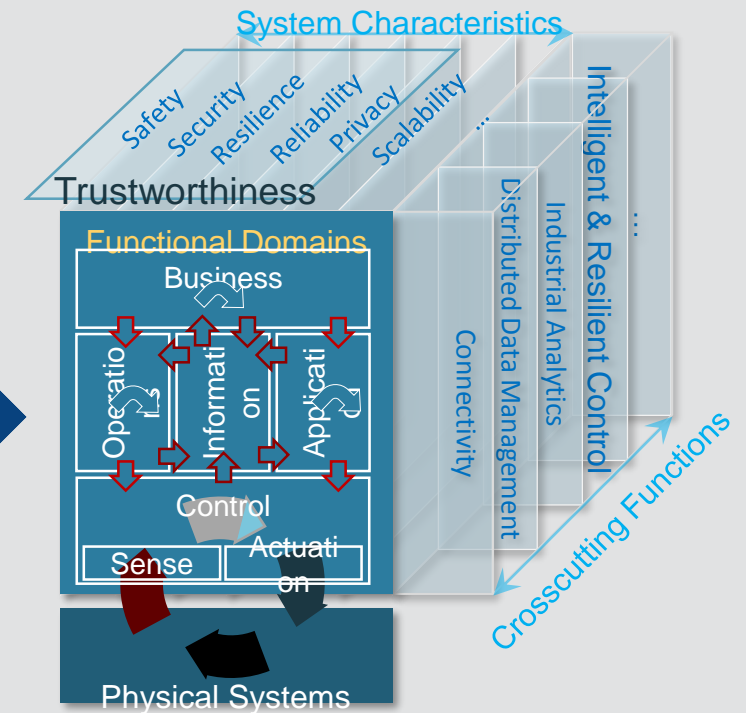 System Characteristics
Safety
Security
Resilience
Reliability
Privacy
Scalability
...
Trustworthiness
Functional Domains
Business
Operatio
ns
Informati
on
Applicati
Control
Sense
Actuati
on
Physical Systems
Connectivity
Distributed Data Management
Industrial Analytics
Intelligent & Resilient Control
...
Crosscutting Functions